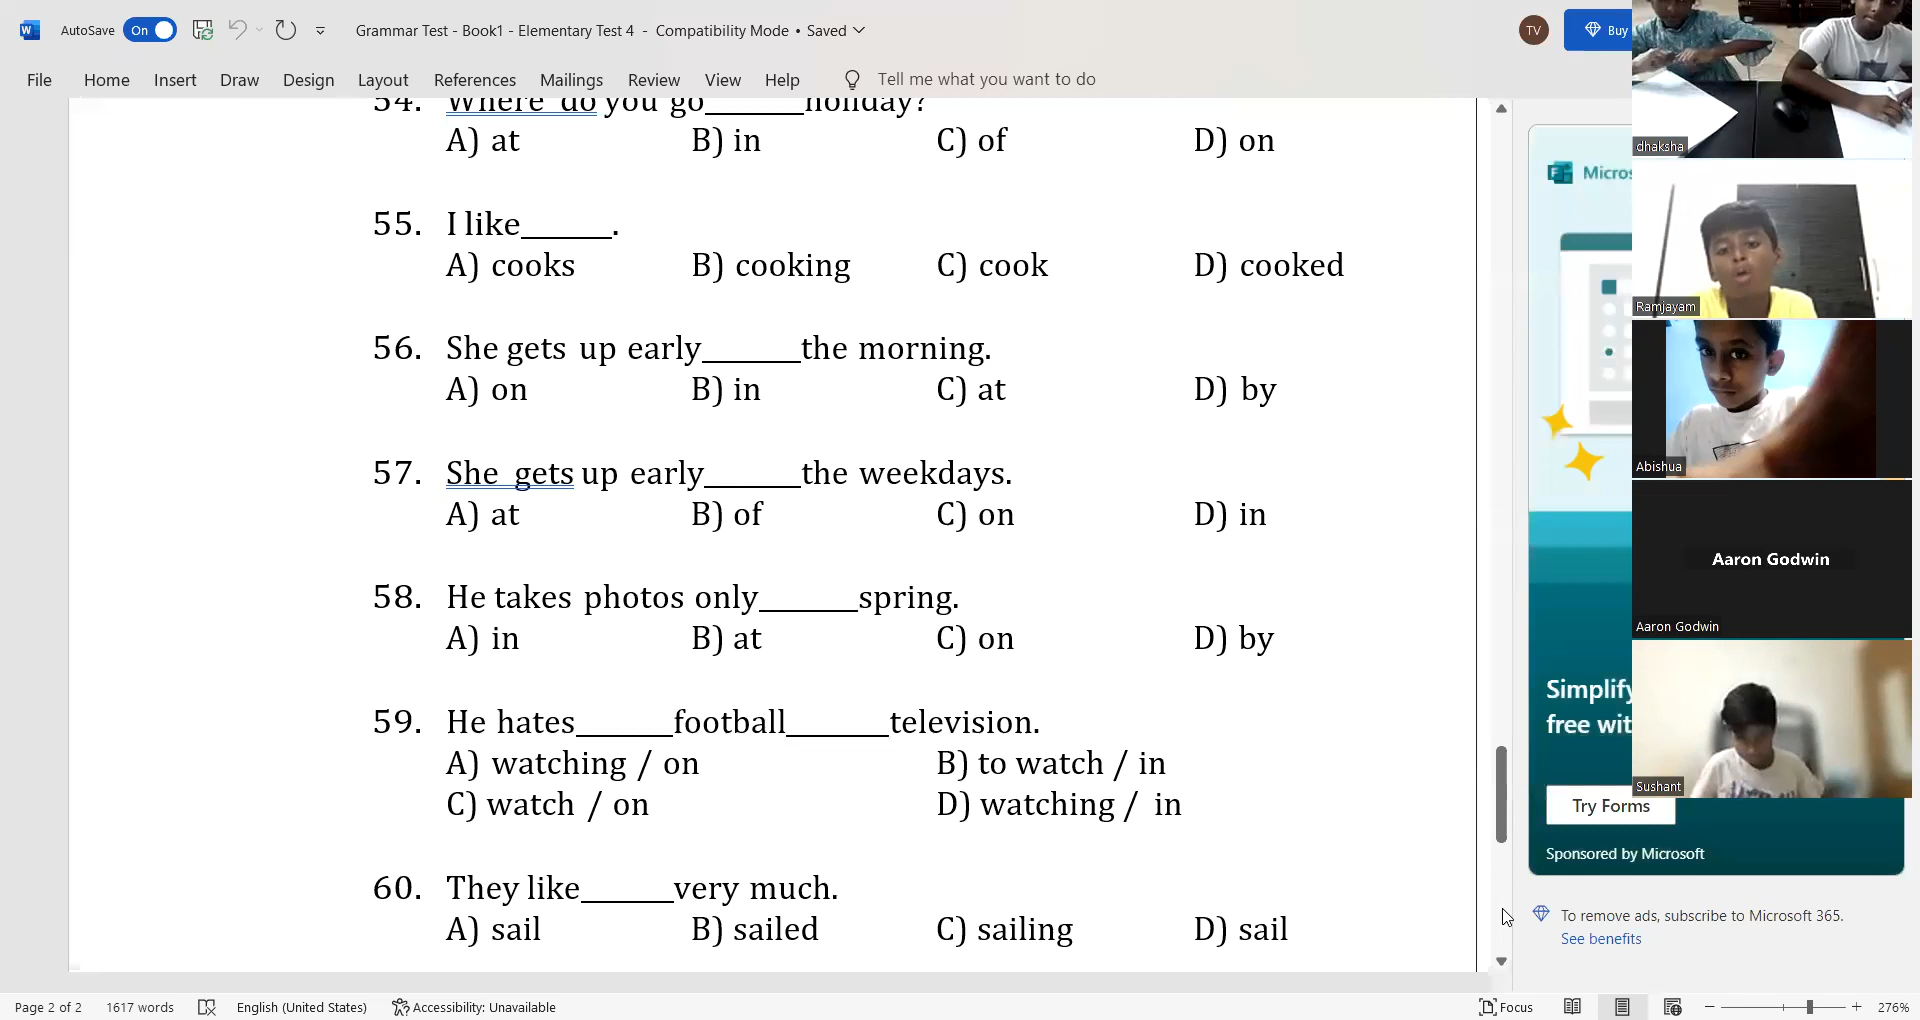 AutoSave On Grammar Test - Book1 - Elementary Test 4 - Compatibility Mode • Saved TV Buy
File Home Insert Draw Design Layout References Mailings Review View Help Tell me what you want to do
54. Where do you go______holiday?
A) at B) in C) of D) on
55. I like______.
A) cooks B) cooking C) cook D) cooked
56. She gets up early______the morning.
A) on B) in C) at D) by
57. She gets up early______the weekdays.
A) at B) of C) on D) in
58. He takes photos only______spring.
A) in B) at C) on D) by
59. He hates______football______television.
A) watching / on B) to watch / in
C) watch / on D) watching / in
60. They like______very much.
A) sail B) sailed C) sailing D) sail
dhaksha
Ramjayam
Abishua
Aaron Godwin
Aaron Godwin
Sushant
Try Forms
Sponsored by Microsoft
To remove ads, subscribe to Microsoft 365.
See benefits
Page 2 of 2 1617 words English (United States) Accessibility: Unavailable Focus 276%